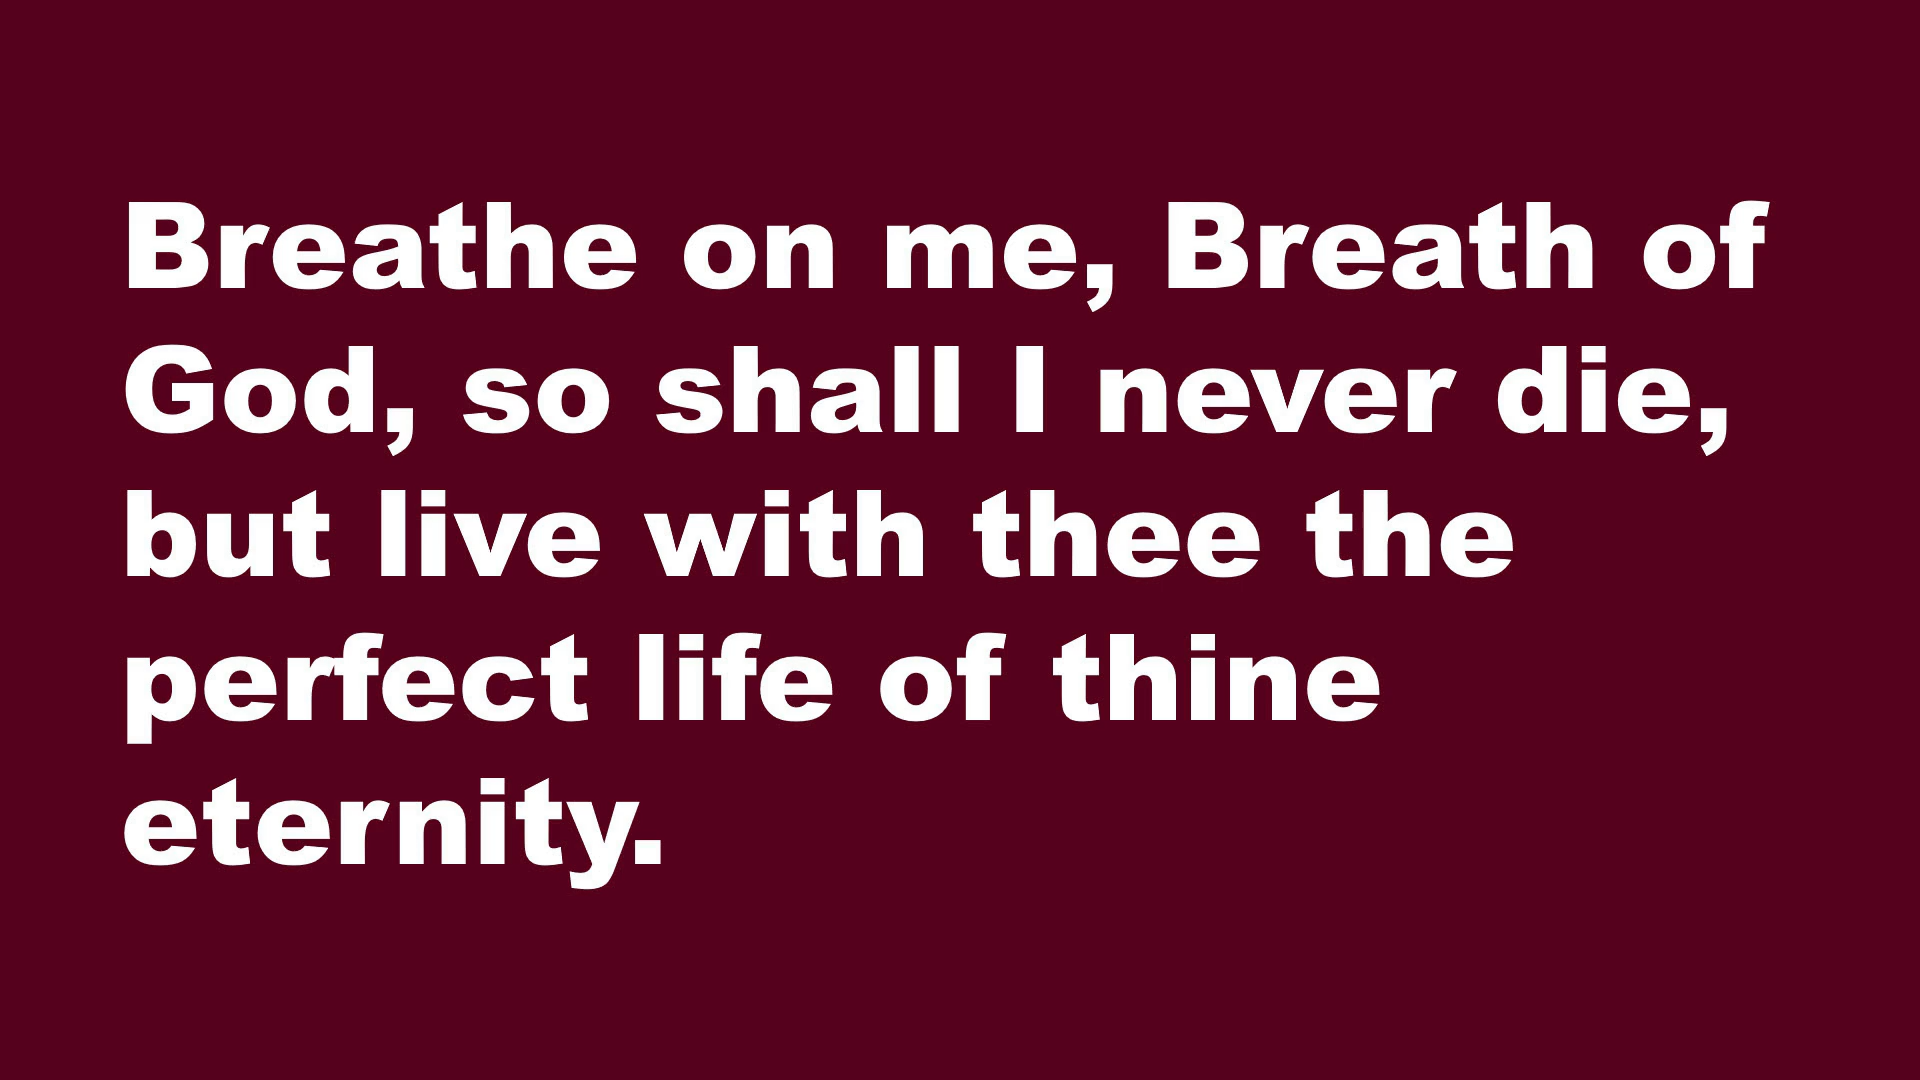 Breathe on me, Breath of
God, so shall I never die,
but live with thee the
perfect life of thine
eternity.